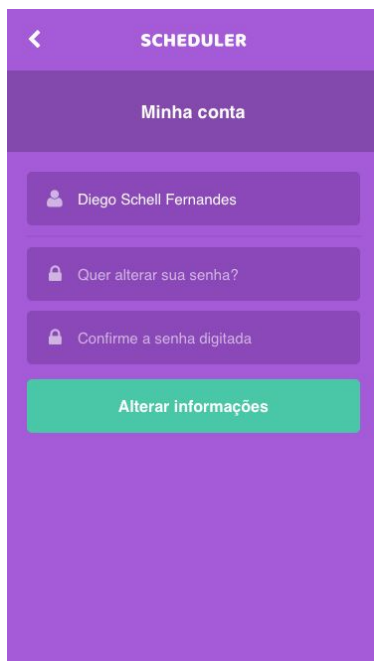 SCHEDULER
Minha conta
Diego Schell Fernandes
Quer alterar sua senha?
Confirme a senha digitada
Alterar informações